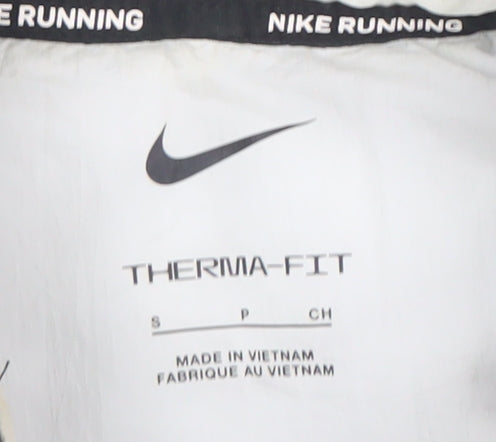 E RUNNING NIKE RUNNING
THERMA-FIT
S P CH
MADE IN VIETNAM
FABRIQUE AU VIETNAM